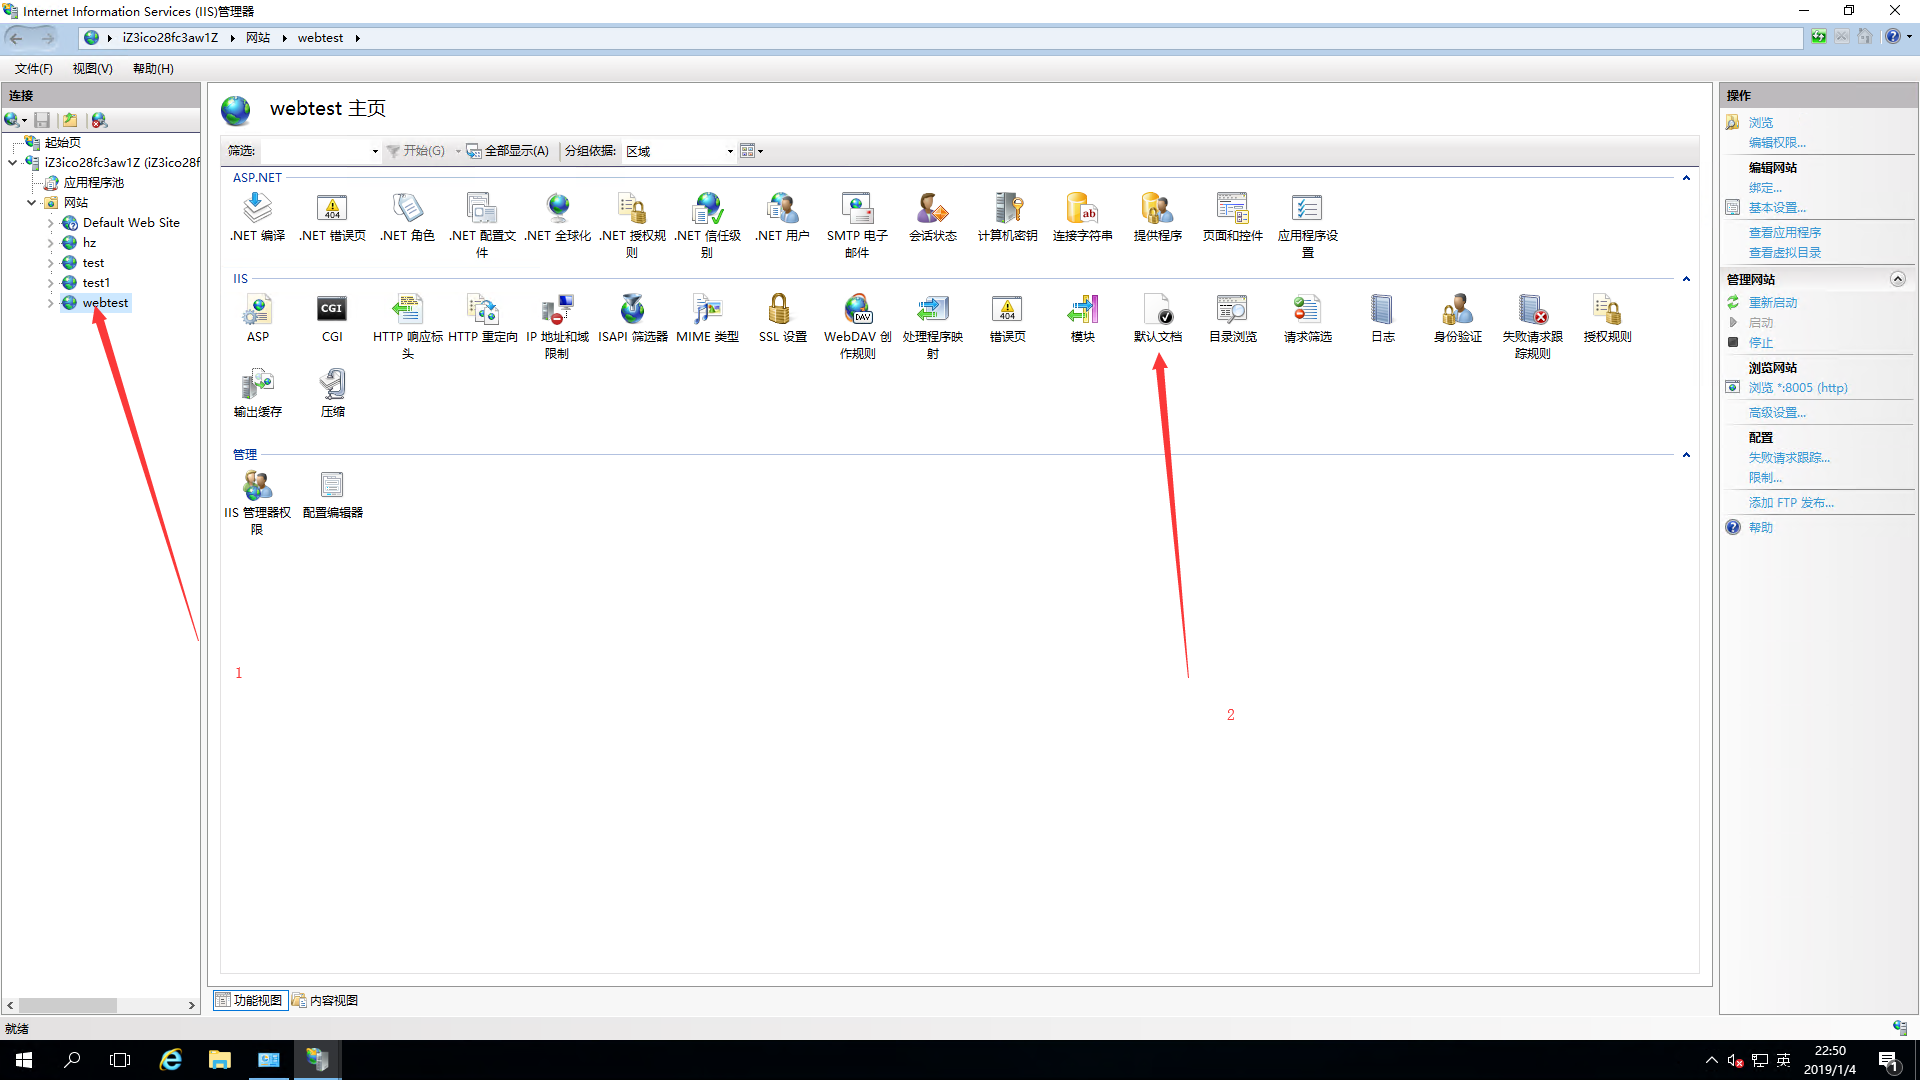 Internet Information Services (IIS)管理器
iZ3ico28fc3aw1Z
网站
webtest
文件(F)
视图(V)
帮助(H)
连接
起始页
iZ3ico28fc3aw1Z (iZ3ico28f
应用程序池
网站
Default Web Site
hz
test
test1
webtest
webtest 主页
筛选:
开始(G)
全部显示(A)
分组依据:
区域
ASP.NET
.NET 编译
.NET 错误页
.NET 角色
.NET 配置文
件
.NET 全球化
.NET 授权规
则
.NET 信任级
别
.NET 用户
SMTP 电子
邮件
会话状态
计算机密钥
连接字符串
提供程序
页面和控件
应用程序设
置
404
ab
IIS
ASP
CGI
CGI
HTTP 响应标
头
HTTP 重定向
IP 地址和域
限制
ISAPI 筛选器
MIME 类型
SSL 设置
DAV
WebDAV 创
作规则
处理程序映
射
404
错误页
模块
默认文档
目录浏览
请求筛选
日志
身份验证
失败请求跟
踪规则
授权规则
输出缓存
压缩
管理
IIS 管理器权
限
配置编辑器
1
2
功能视图
内容视图
操作
浏览
编辑权限...
编辑网站
绑定...
基本设置...
查看应用程序
查看虚拟目录
管理网站
重新启动
启动
停止
浏览网站
浏览 *:8005 (http)
高级设置...
配置
失败请求跟踪...
限制...
添加 FTP 发布...
帮助
就绪
英
22:50
2019/1/4
1